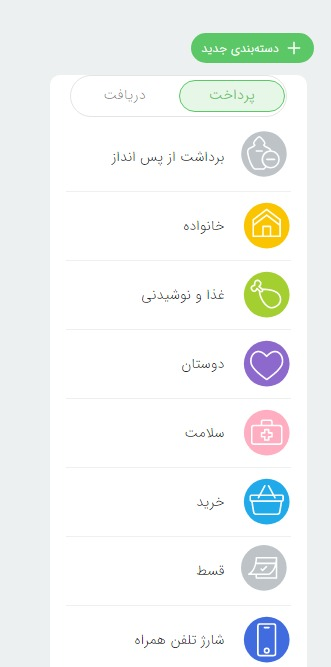 دسته‌بندی جدید
پرداخت
دریافت
برداشت از پس انداز
خانواده
غذا و نوشیدنی
دوستان
سلامت
خرید
قسط
شارژ تلفن همراه